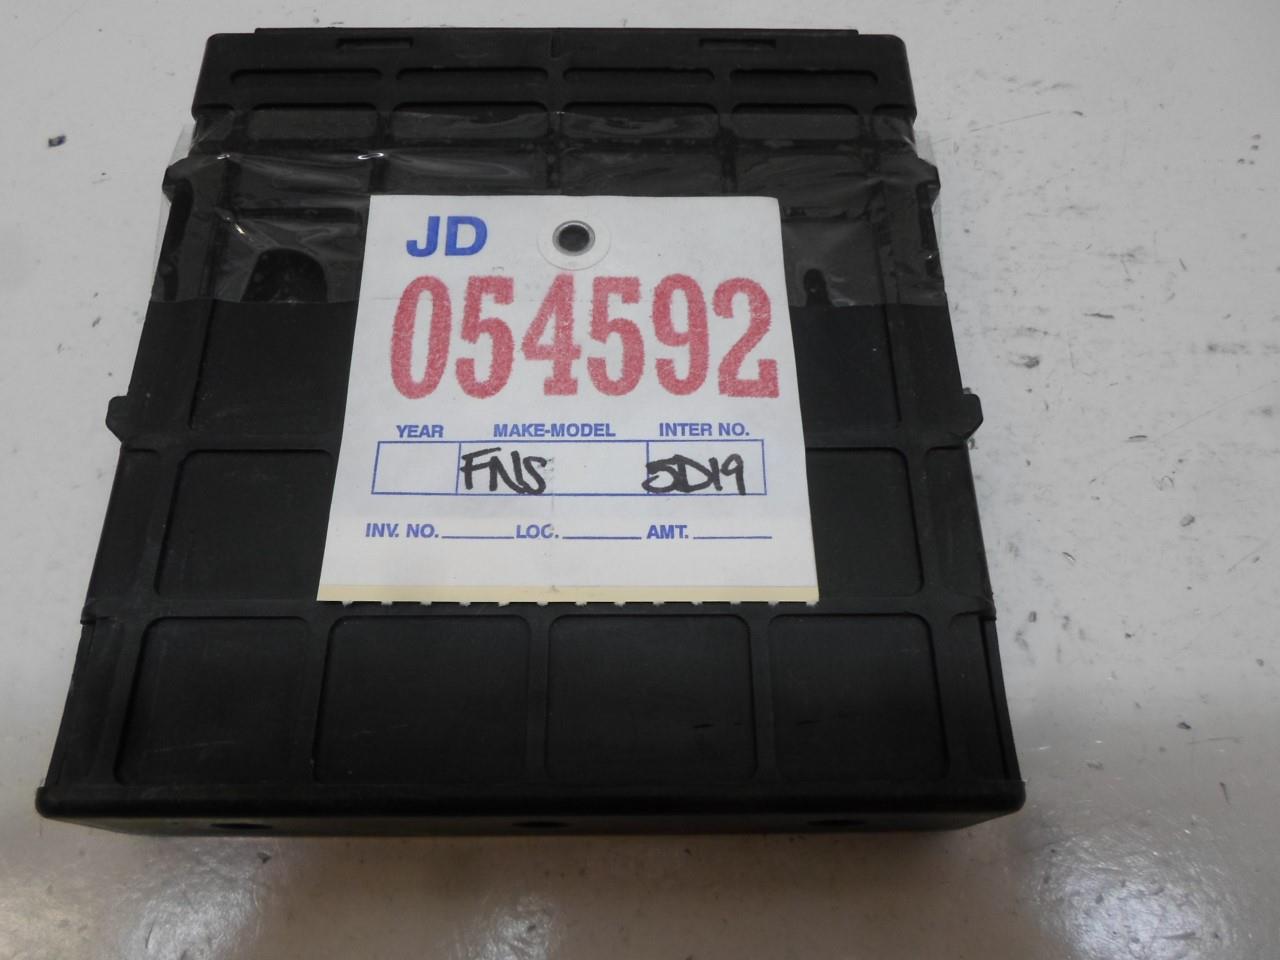 JD
054592
YEAR MAKE-MODEL INTER NO.
FNS 5D19
INV. NO. LOC. AMT.